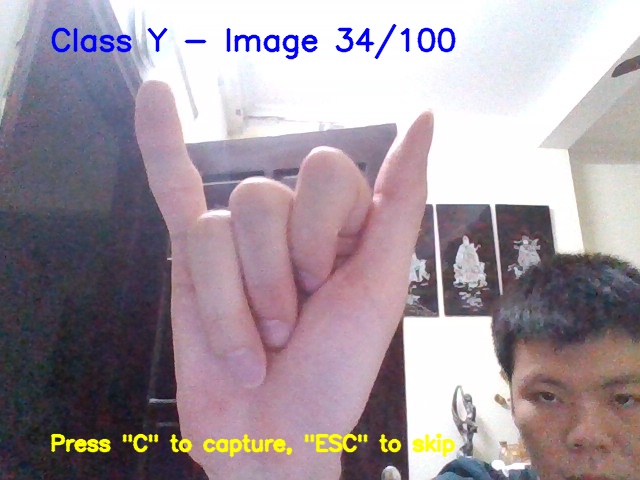 Class Y - Image 34/100
Press "C" to capture, "ESC" to skip